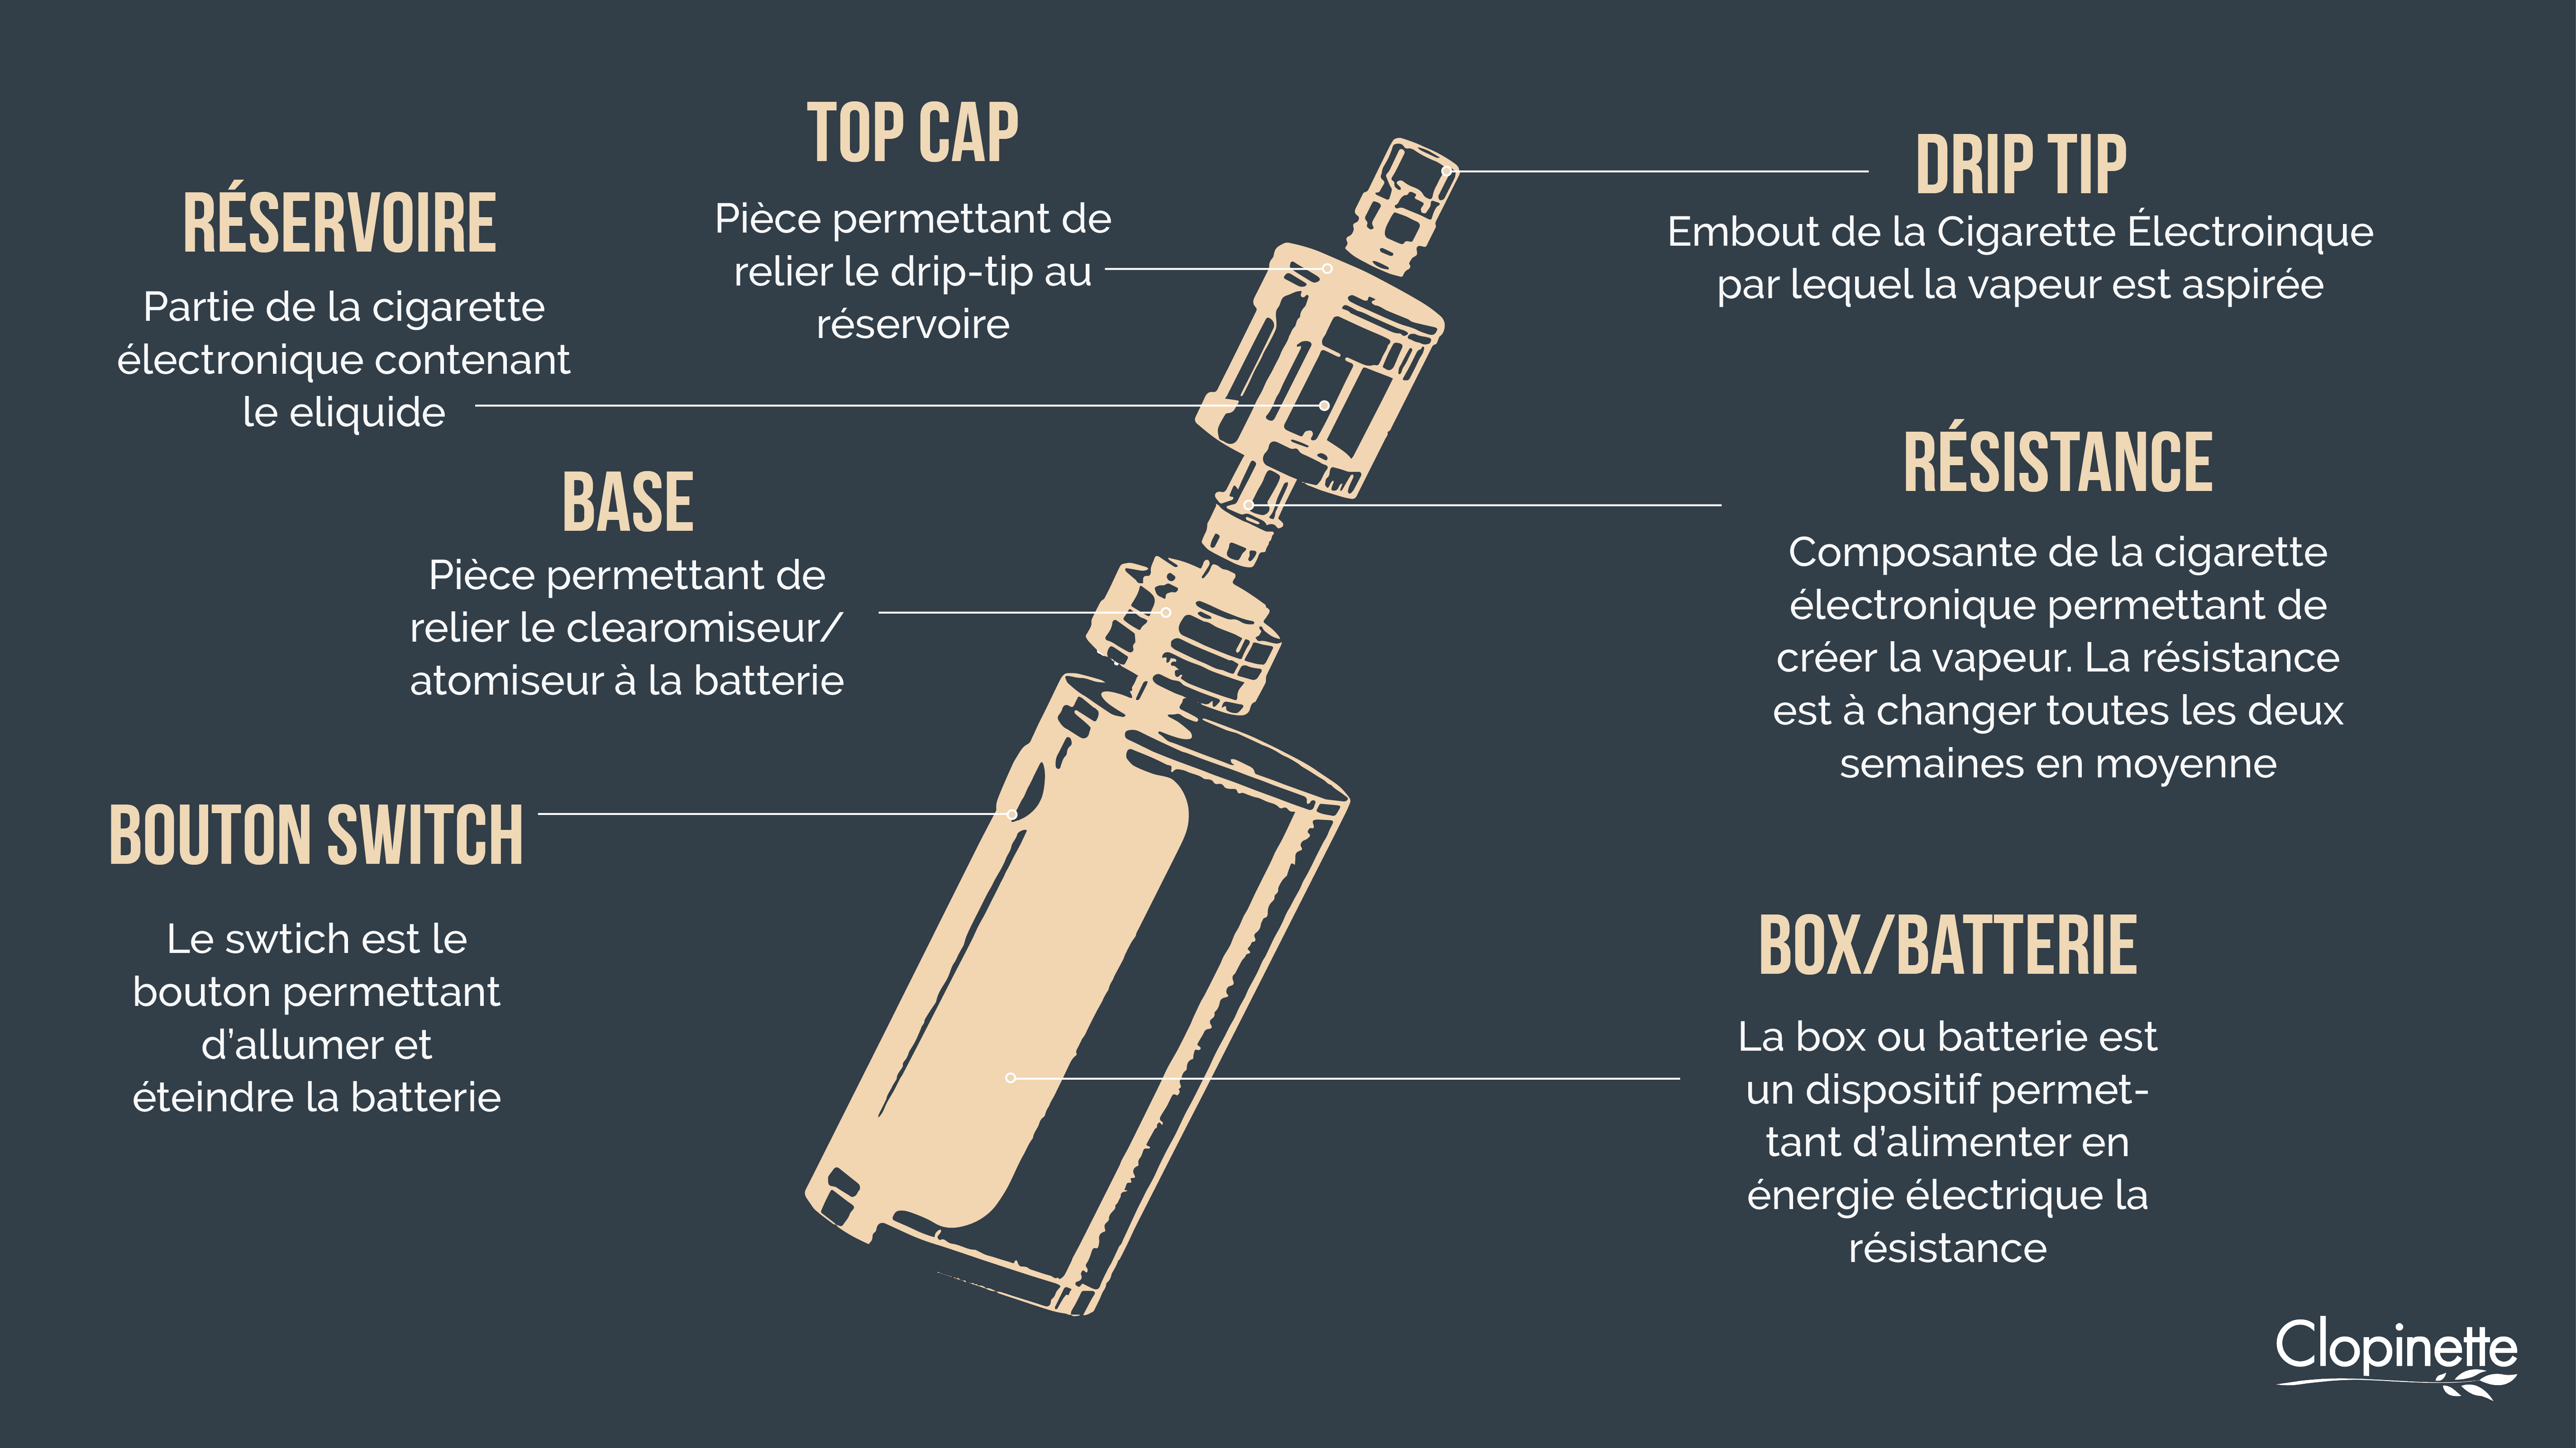 TOP CAP
Pièce permettant de
relier le drip-tip au
réservoire
DRIP TIP
Embout de la Cigarette Électroinque
par lequel la vapeur est aspirée
RÉSERVOIRE
Partie de la cigarette
électronique contenant
le eliquide
RÉSISTANCE
Composante de la cigarette
électronique permettant de
créer la vapeur. La résistance
est à changer toutes les deux
semaines en moyenne
BASE
Pièce permettant de
relier le clearomiseur/
atomiseur à la batterie
BOUTON SWITCH
Le swtich est le
bouton permettant
d'allumer et
éteindre la batterie
BOX/BATTERIE
La box ou batterie est
un dispositif permet-
tant d'alimenter en
énergie électrique la
résistance
Clopinette